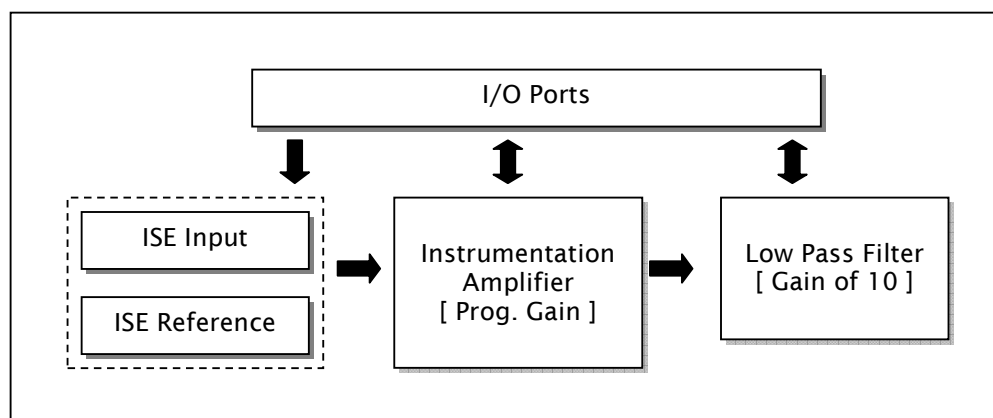 I/O Ports
ISE Input
ISE Reference
Instrumentation
Amplifier
[ Prog. Gain ]
Low Pass Filter
[ Gain of 10 ]